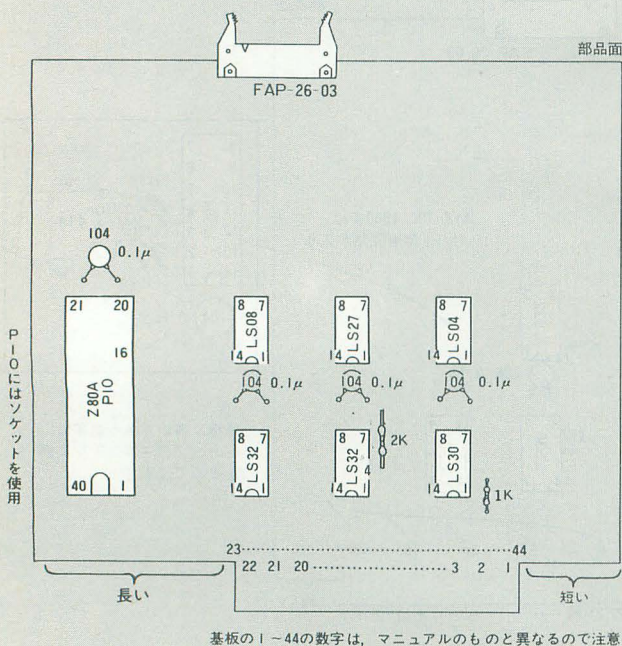 部品面
FAP-26-03
104
0.1μ
21 20
16
Z80A
PIO
40 1
PIOにはソケットを使用
8 7
LS08
14 1
8 7
LS27
14 1
8 7
LS04
14 1
104 0.1μ
104 0.1μ
104 0.1μ
8 7
LS32
14 1
8 7
LS32
4
14 1
2K
8 7
LS30
14 1
1K
23 44
22 21 20 3 2 1
長い
短い
基板の1～44の数字は，マニュアルのものと異なるので注意